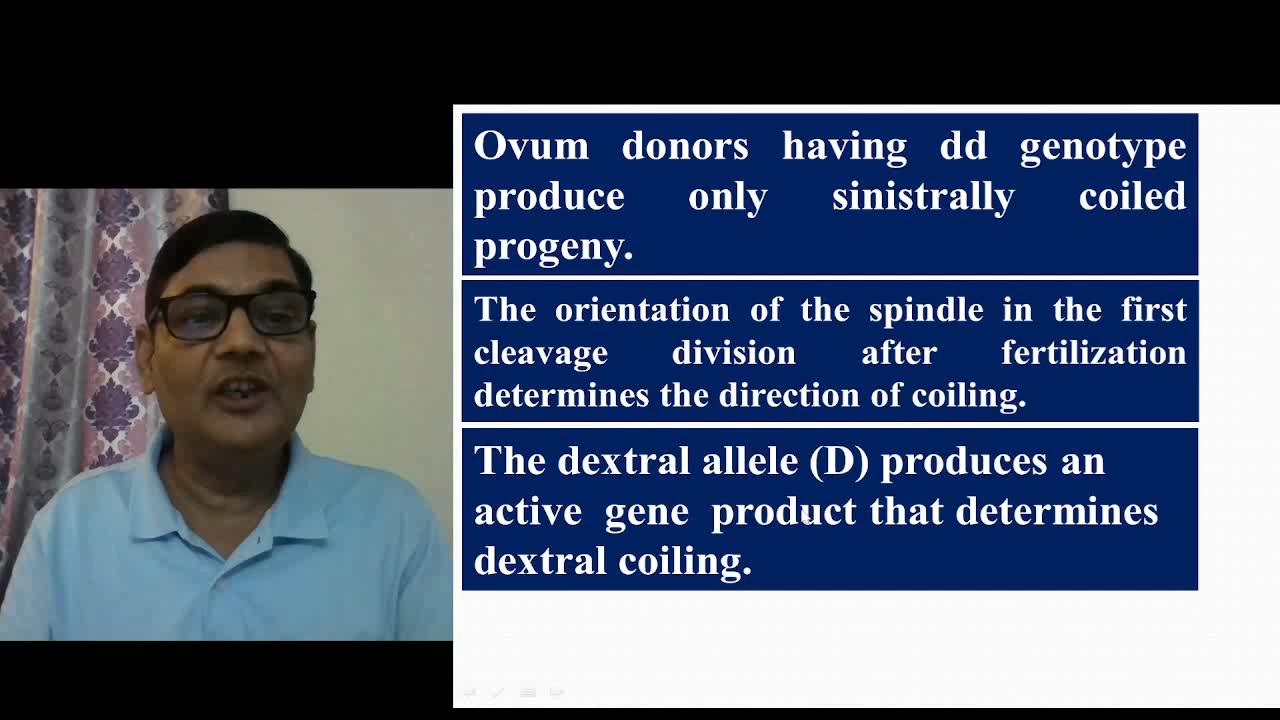 Ovum donors having dd genotype
produce only sinistrally coiled
progeny.
The orientation of the spindle in the first
cleavage division after fertilization
determines the direction of coiling.
The dextral allele (D) produces an
active gene product that determines
dextral coiling.